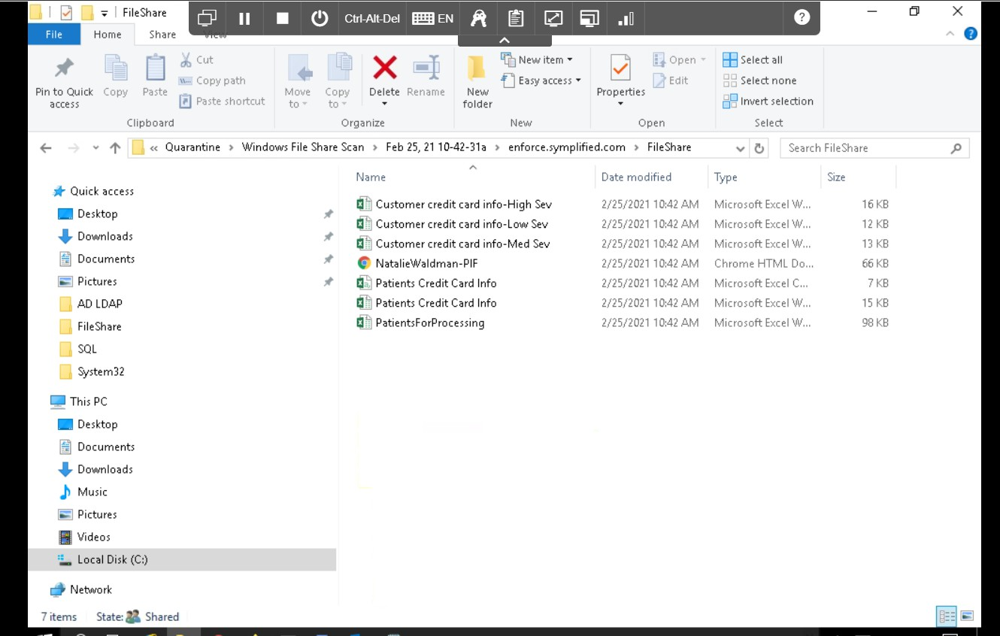 FileShare
Ctrl-Alt-Del EN
File Home Share View
Pin to Quick access
Copy
Paste
Cut
Copy path
Paste shortcut
Clipboard
Move to
Copy to
Delete
Rename
Organize
New folder
New item
Easy access
New
Properties
Open
Edit
Open
Select all
Select none
Invert selection
Select
« Quarantine › Windows File Share Scan › Feb 25, 21 10-42-31a › enforce.symplified.com › FileShare
Search FileShare
Quick access
Desktop
Downloads
Documents
Pictures
AD LDAP
FileShare
SQL
System32
This PC
Desktop
Documents
Downloads
Music
Pictures
Videos
Local Disk (C:)
Network
Name Date modified Type Size
Customer credit card info-High Sev 2/25/2021 10:42 AM Microsoft Excel W... 16 KB
Customer credit card info-Low Sev 2/25/2021 10:42 AM Microsoft Excel W... 12 KB
Customer credit card info-Med Sev 2/25/2021 10:42 AM Microsoft Excel W... 13 KB
NatalieWaldman-PIF 2/25/2021 10:42 AM Chrome HTML Do... 66 KB
Patients Credit Card Info 2/25/2021 10:42 AM Microsoft Excel C... 7 KB
Patients Credit Card Info 2/25/2021 10:42 AM Microsoft Excel W... 15 KB
PatientsForProcessing 2/25/2021 10:42 AM Microsoft Excel W... 98 KB
7 items State: Shared